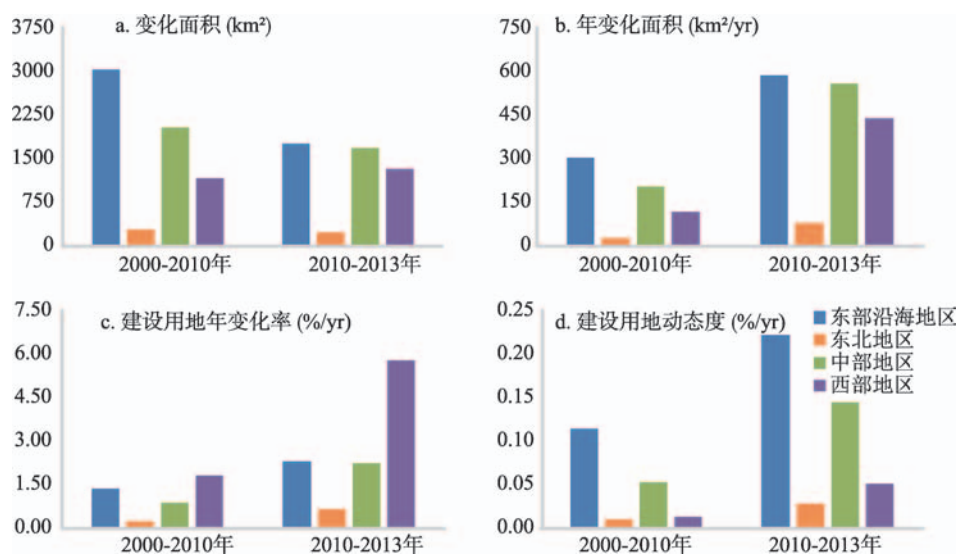 a. 变化面积 (km²)
3750
3000
2250
1500
750
0
2000-2010年
2010-2013年
b. 年变化面积 (km²/yr)
750
600
450
300
150
0
2000-2010年
2010-2013年
c. 建设用地年变化率 (%/yr)
7.50
6.00
4.50
3.00
1.50
0.00
2000-2010年
2010-2013年
d. 建设用地动态度 (%/yr)
0.25
0.20
0.15
0.10
0.05
0.00
2000-2010年
2010-2013年
东部沿海地区
东北地区
中部地区
西部地区